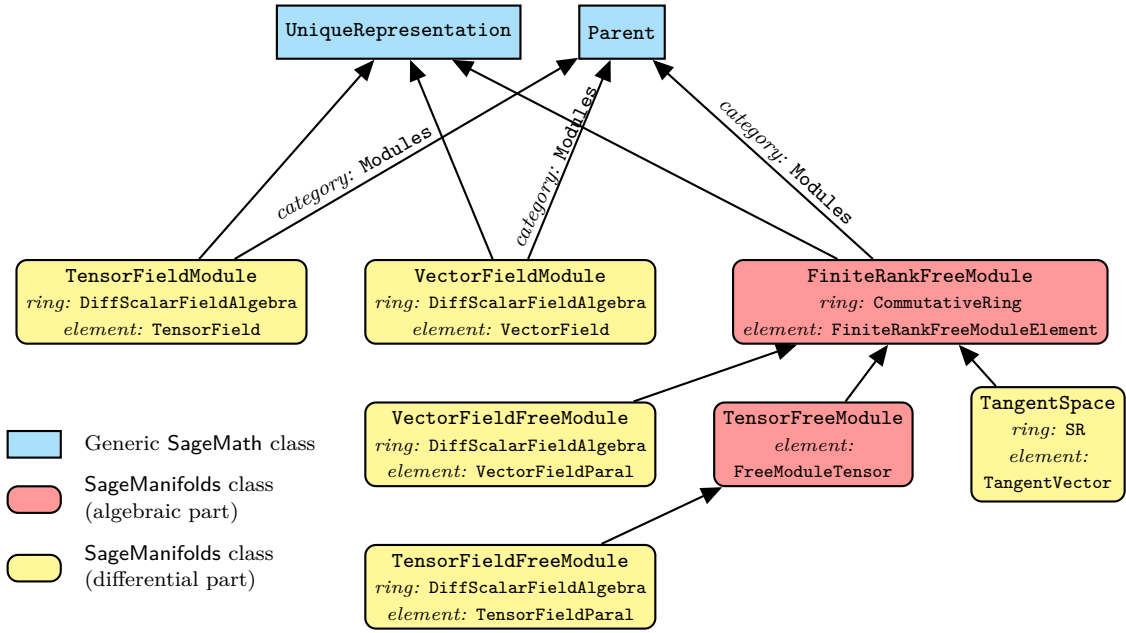 UniqueRepresentation
Parent
category: Modules
category: Modules
category: Modules
TensorFieldModule
ring: DiffScalarFieldAlgebra
element: TensorField
VectorFieldModule
ring: DiffScalarFieldAlgebra
element: VectorField
FiniteRankFreeModule
ring: CommutativeRing
element: FiniteRankFreeModuleElement
VectorFieldFreeModule
ring: DiffScalarFieldAlgebra
element: VectorFieldParal
TensorFreeModule
element:
FreeModuleTensor
TangentSpace
ring: SR
element:
TangentVector
TensorFieldFreeModule
ring: DiffScalarFieldAlgebra
element: TensorFieldParal
Generic SageMath class
SageManifolds class
(algebraic part)
SageManifolds class
(differential part)